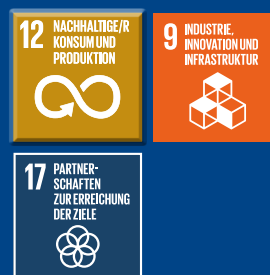 12 NACHHALTIGE/R
KONSUM UND
PRODUKTION
9 INDUSTRIE,
INNOVATION UND
INFRASTRUKTUR
17 PARTNER-
SCHAFTEN
ZUR ERREICHUNG
DER ZIELE